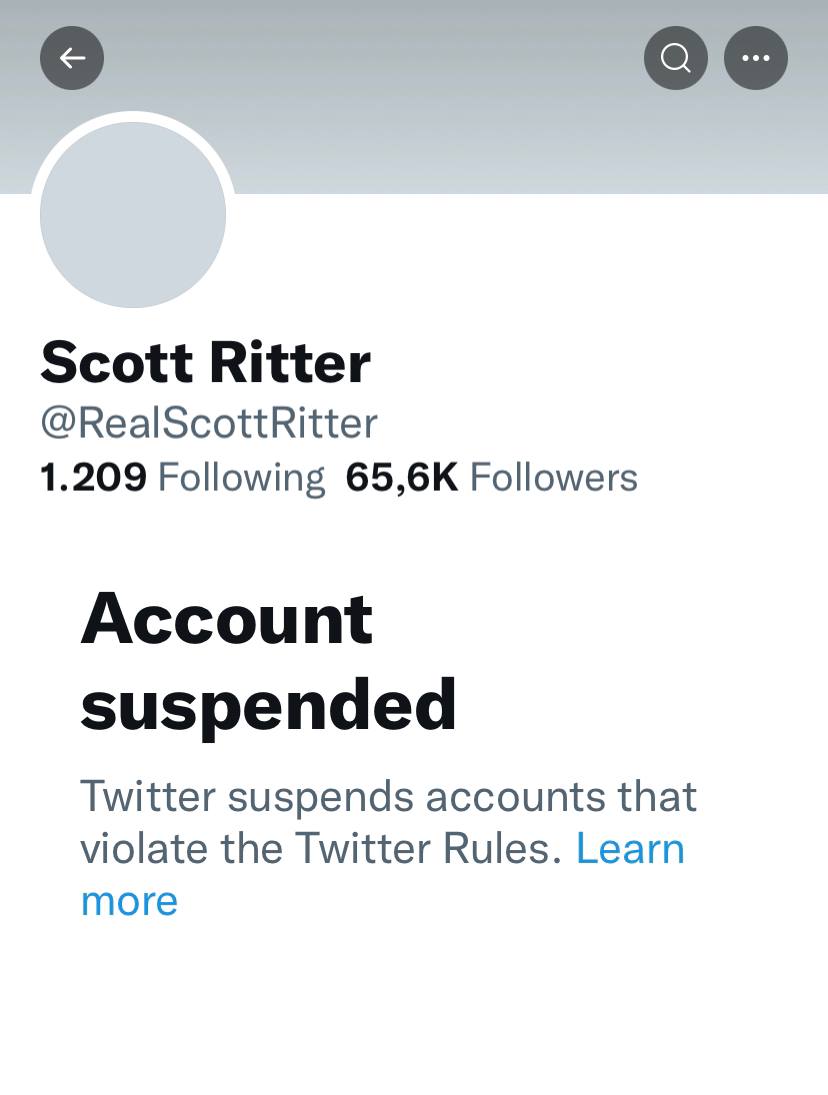 Scott Ritter
@RealScottRitter
1.209 Following 65,6K Followers
Account
suspended
Twitter suspends accounts that
violate the Twitter Rules. Learn
more